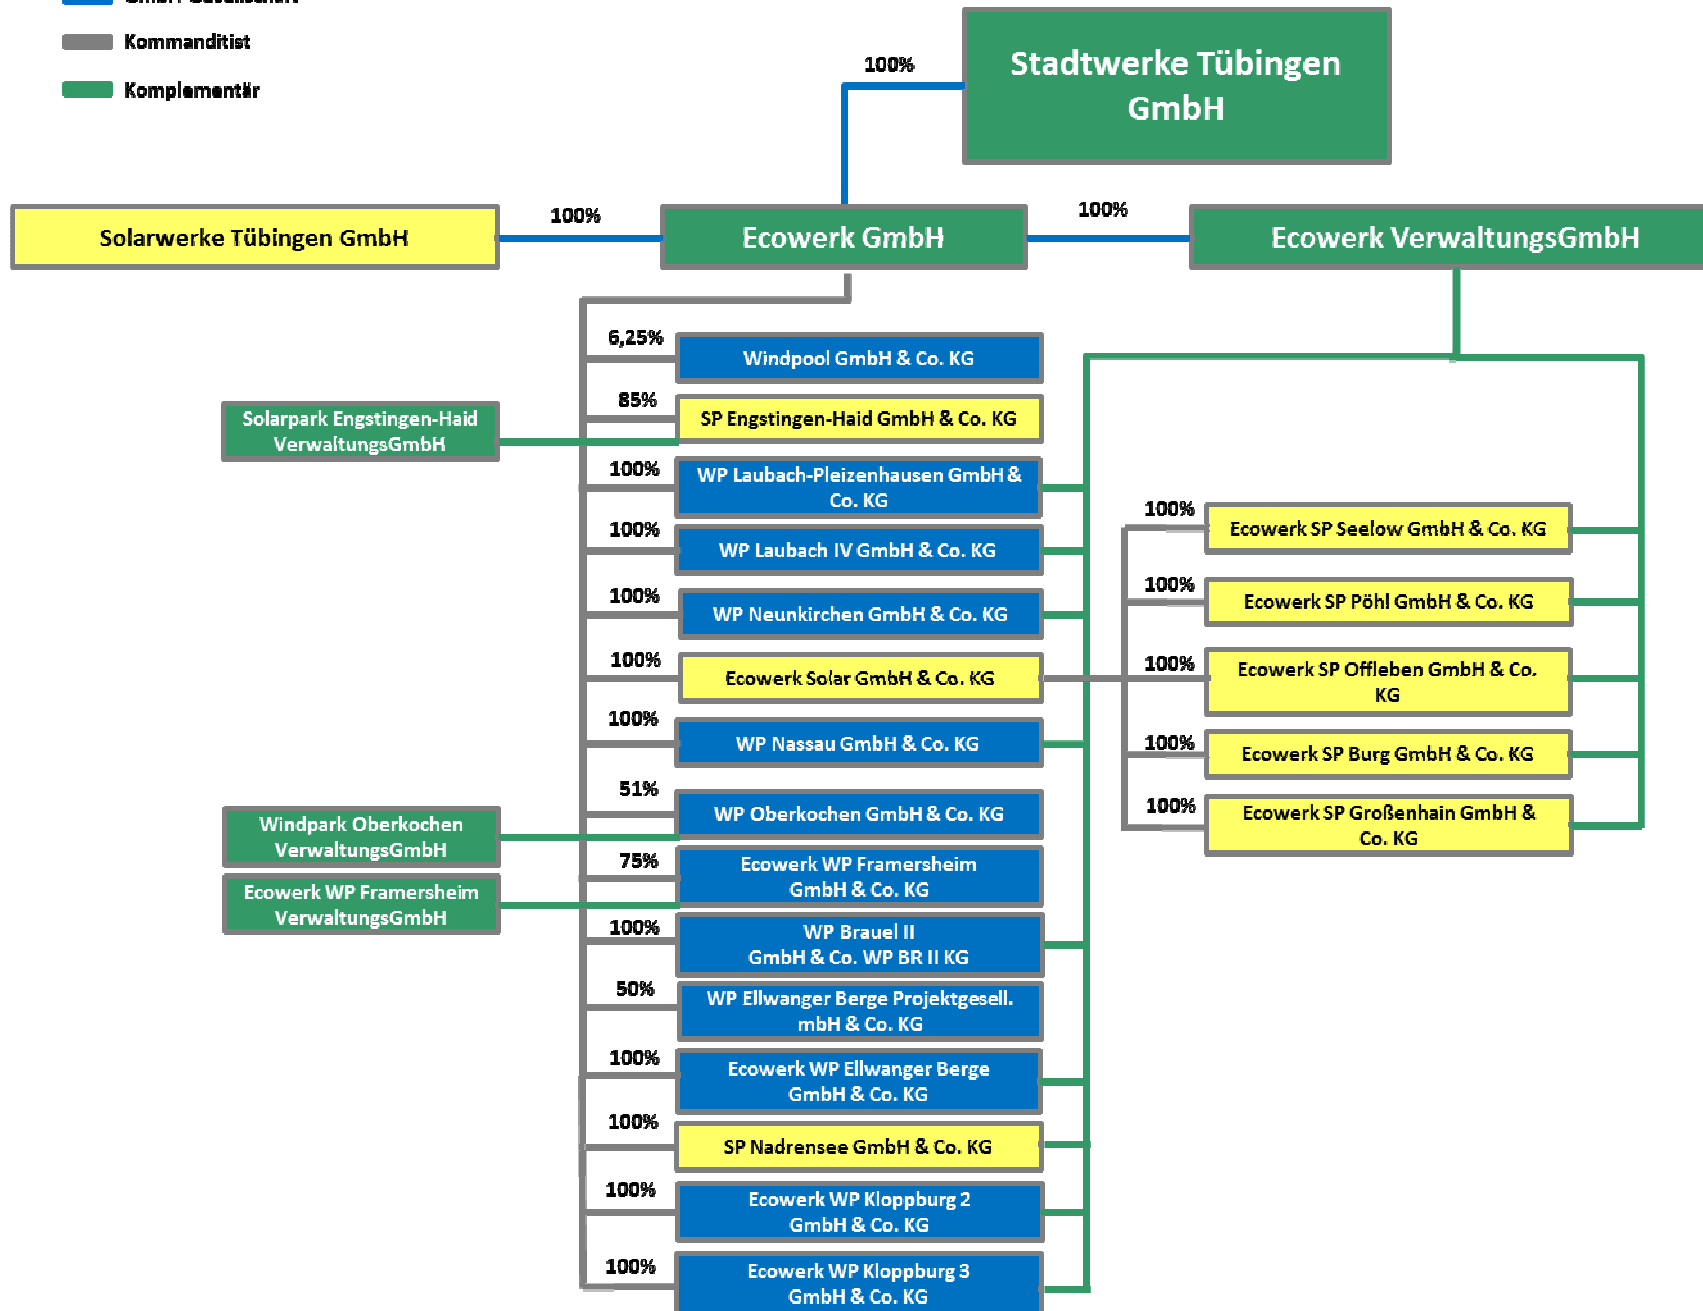 Kommanditist
Komplementär
100%
Stadtwerke Tübingen
GmbH
Solarwerke Tübingen GmbH
100%
Ecowerk GmbH
100%
Ecowerk VerwaltungsGmbH
6,25%
Windpool GmbH & Co. KG
Solarpark Engstingen-Haid
VerwaltungsGmbH
85%
SP Engstingen-Haid GmbH & Co. KG
100%
WP Laubach-Pleizenhausen GmbH &
Co. KG
100%
WP Laubach IV GmbH & Co. KG
100%
WP Neunkirchen GmbH & Co. KG
100%
Ecowerk Solar GmbH & Co. KG
100%
WP Nassau GmbH & Co. KG
51%
WP Oberkochen GmbH & Co. KG
Windpark Oberkochen
VerwaltungsGmbH
75%
Ecowerk WP Framersheim
GmbH & Co. KG
Ecowerk WP Framersheim
VerwaltungsGmbH
100%
WP Brauel II
GmbH & Co. WP BR II KG
50%
WP Ellwanger Berge Projektgesell.
mbH & Co. KG
100%
Ecowerk WP Ellwanger Berge
GmbH & Co. KG
100%
SP Nadrensee GmbH & Co. KG
100%
Ecowerk WP Kloppburg 2
GmbH & Co. KG
100%
Ecowerk WP Kloppburg 3
GmbH & Co. KG
100%
Ecowerk SP Seelow GmbH & Co. KG
100%
Ecowerk SP Pöhl GmbH & Co. KG
100%
Ecowerk SP Offleben GmbH & Co.
KG
100%
Ecowerk SP Burg GmbH & Co. KG
100%
Ecowerk SP Großenhain GmbH &
Co. KG